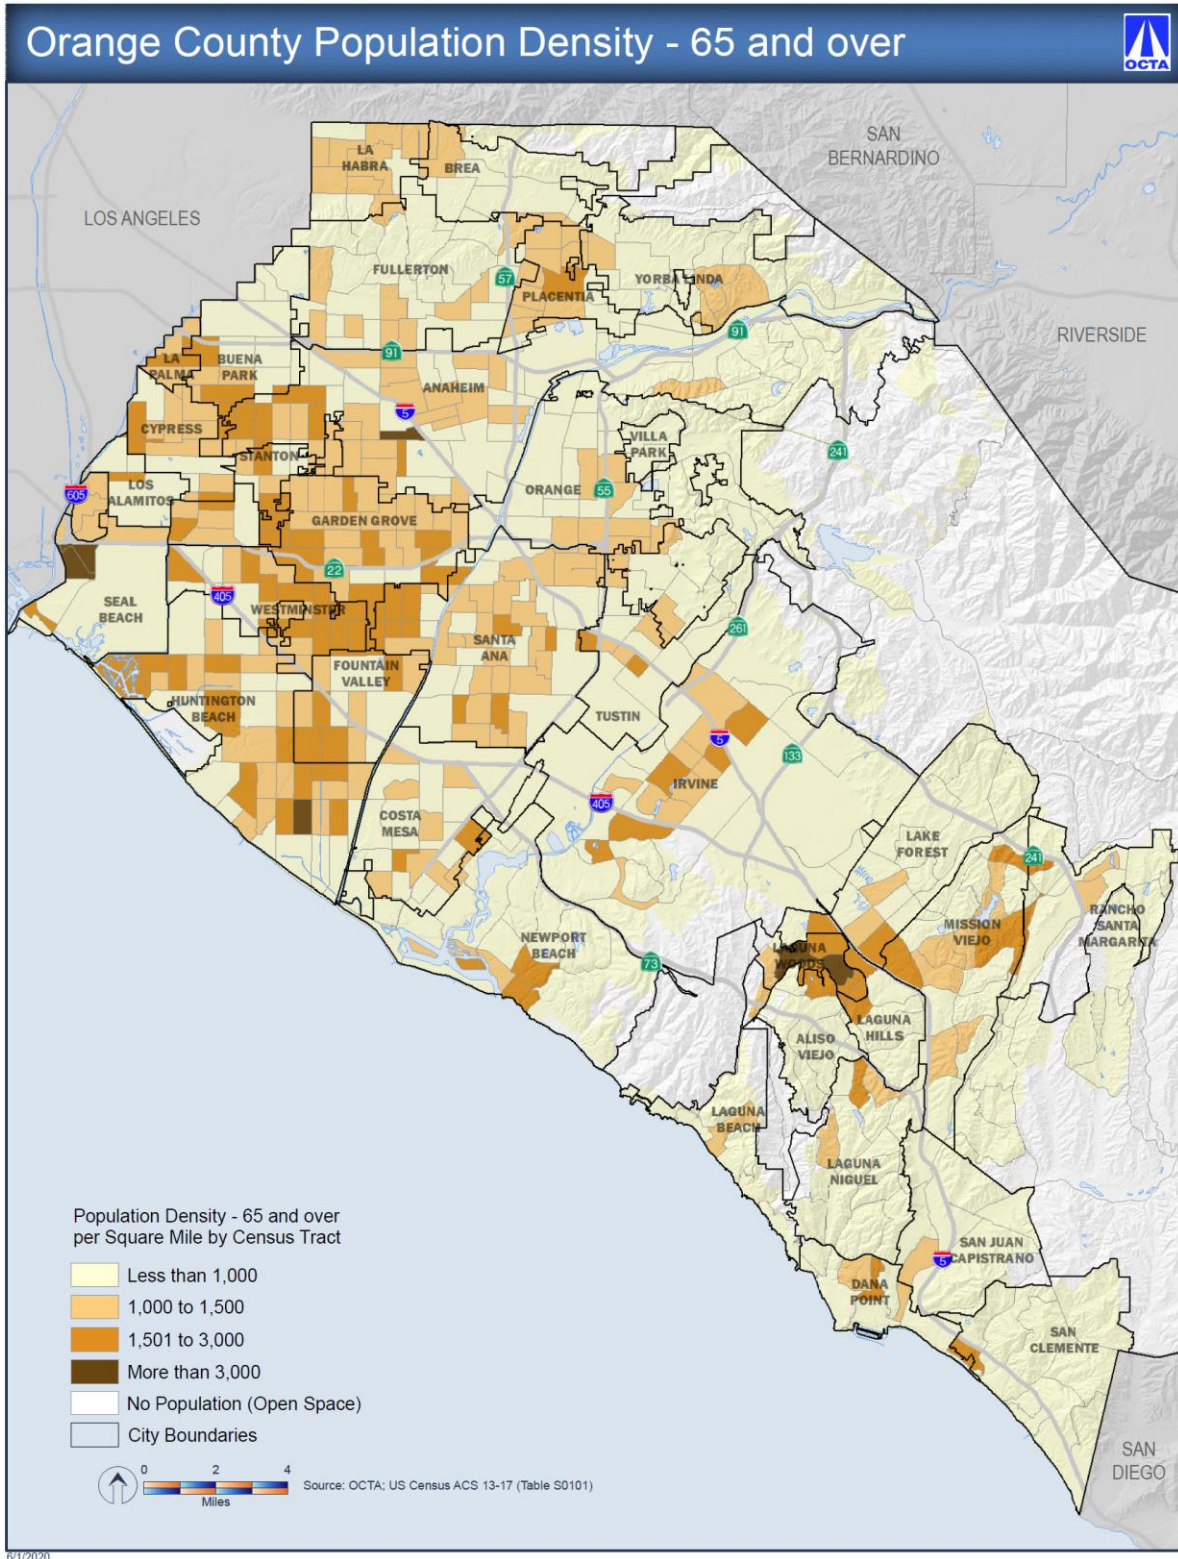 Orange County Population Density - 65 and over
OCTA
SAN
BERNARDINO
LOS ANGELES
RIVERSIDE
LA
HABRA
BREA
FULLERTON
57
PLACENTIA
YORBA LINDA
91
91
LA
PALMA
BUENA
PARK
ANAHEIM
5
CYPRESS
STANTON
VILLA
PARK
241
LOS
ALAMITOS
605
ORANGE
55
GARDEN GROVE
22
405
SEAL
BEACH
WESTMINSTER
SANTA
ANA
261
FOUNTAIN
VALLEY
HUNTINGTON
BEACH
TUSTIN
5
133
IRVINE
405
COSTA
MESA
LAKE
FOREST
241
RANCHO
SANTA
MARGARITA
MISSION
VIEJO
NEWPORT
BEACH
73
LAGUNA
WOODS
LAGUNA
HILLS
ALISO
VIEJO
LAGUNA
BEACH
LAGUNA
NIGUEL
SAN JUAN
CAPISTRANO
5
DANA
POINT
SAN
CLEMENTE
SAN
DIEGO
Population Density - 65 and over
per Square Mile by Census Tract
Less than 1,000
1,000 to 1,500
1,501 to 3,000
More than 3,000
No Population (Open Space)
City Boundaries
0 2 4
Miles
Source: OCTA; US Census ACS 13-17 (Table S0101)
6/1/2020